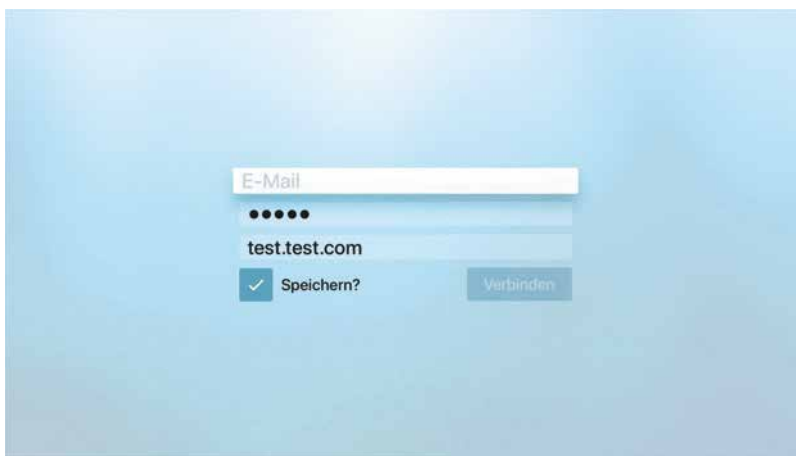 E-Mail
•••••
test.test.com
Speichern?
Verbinden